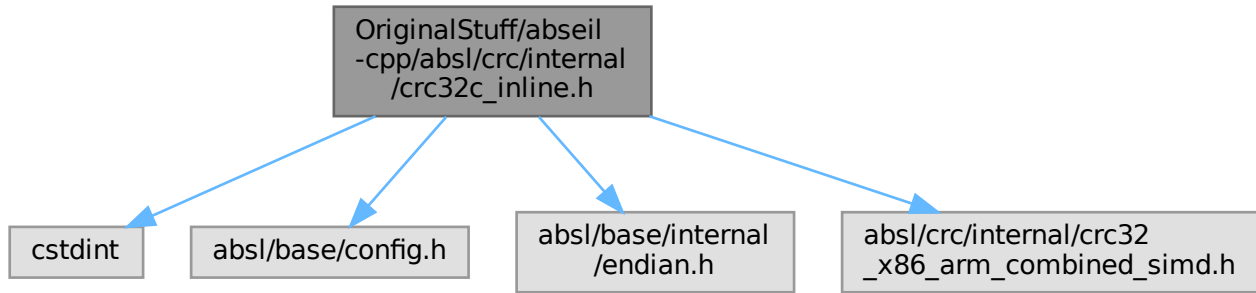 OriginalStuff/abseil
-cpp/absl/crc/internal
/crc32c_inline.h
cstdint
absl/base/config.h
absl/base/internal
/endian.h
absl/crc/internal/crc32
_x86_arm_combined_simd.h